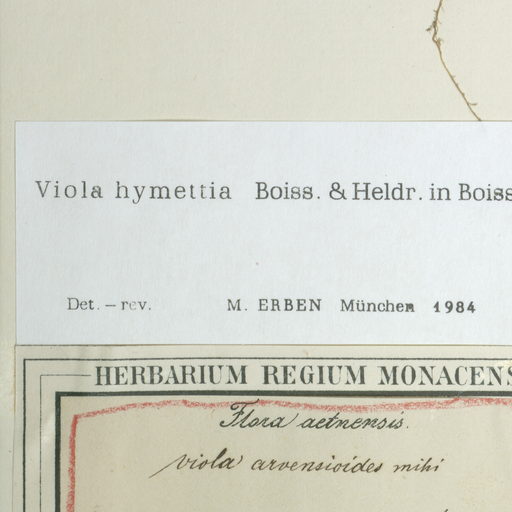 Viola hymettia Boiss. & Heldr. in Boiss
Det. – rev. M. ERBEN München 1984
HERBARIUM REGIUM MONACENS
Flora aetnensis.
Viola arvensioides mihi